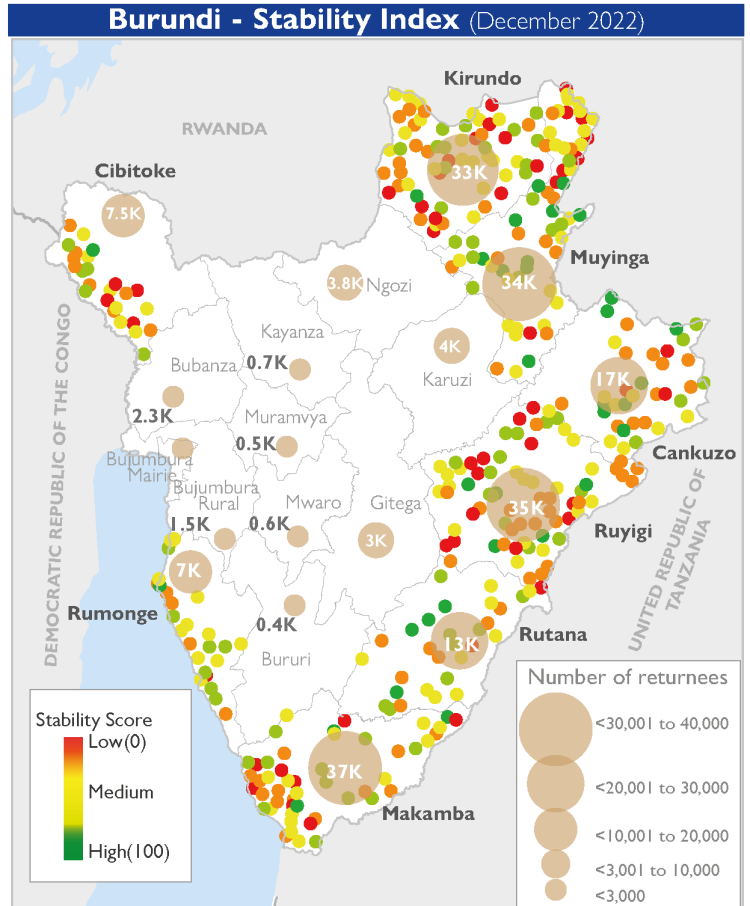 Burundi - Stability Index (December 2022)
Kirundo
RWANDA
Cibitoke
33K
7.5K
Muyinga
34K
3.8K Ngozi
Kayanza
0.7K
4K
Karuzi
Bubanza
17K
2.3K
Muramvya
0.5K
Cankuzo
Bujumbura
Mairie
Bujumbura
Rural
Mwaro
Gitega
35K
1.5K
0.6K
3K
Ruyigi
7K
DEMOCRATIC REPUBLIC OF THE CONGO
UNITED REPUBLIC OF
TANZANIA
Rumonge
0.4K
Rutana
13K
Bururi
Number of returnees
<30,001 to 40,000
<20,001 to 30,000
<10,001 to 20,000
<3,001 to 10,000
<3,000
Stability Score
Low(0)
Medium
High(100)
37K
Makamba